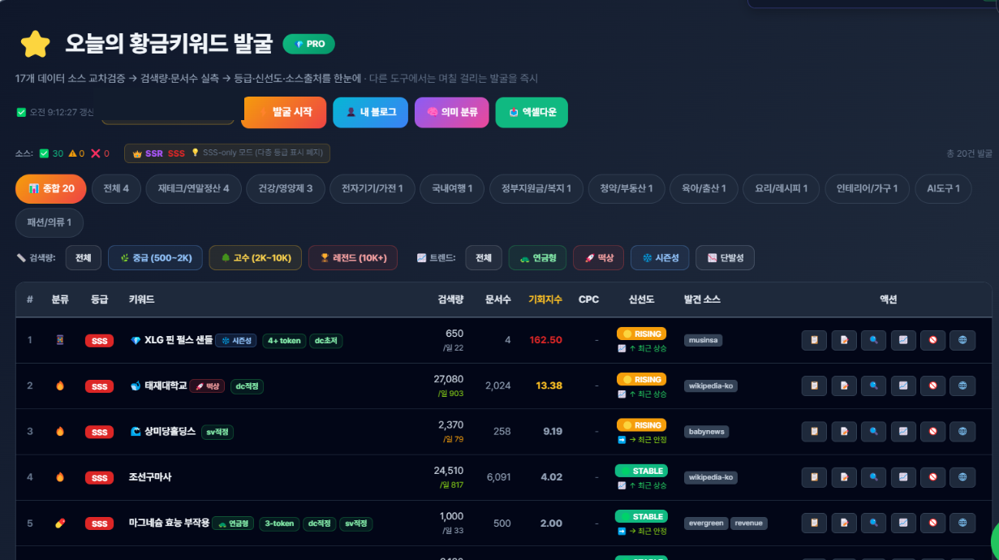 오늘의 황금키워드 발굴 PRO
17개 데이터 소스 교차검증 → 검색량·문서수 실측 → 등급·신선도·소스출처를 한눈에 · 다른 도구에서는 며칠 걸리는 발굴을 즉시
오전 9:12:27 갱신 발굴 시작 내 블로그 의미 분류 엑셀다운
소스: 30 0 0 SSR SSS SSS-only 모드 (다층 등급 표시 폐지) 총 20건 발굴
종합 20 전체 4 재테크/연말정산 4 건강/영양제 3 전자기기/가전 1 국내여행 1 정부지원금/복지 1 청약/부동산 1 육아/출산 1 요리/레시피 1 인테리어/가구 1 AI도구 1
패션/의류 1
검색량: 전체 중급 (500~2K) 고수 (2K~10K) 레전드 (10K+) 트렌드: 전체 연금형 떡상 시즌성 단발성
# 분류 등급 키워드 검색량 문서수 기회지수 CPC 신선도 발견 소스 액션
1 SSS XLG 핀 펄스 샌들 시즌성 4+ token dc초저 650 4 162.50 - RISING musinsa
/일 22 ↑ 최근 상승
2 SSS 태재대학교 떡상 dc적정 27,080 2,024 13.38 - RISING wikipedia-ko
/일 903 ↑ 최근 상승
3 SSS 상미당홀딩스 sv적정 2,370 258 9.19 - RISING babynews
/일 79 → 최근 안정
4 SSS 조선구마사 24,510 6,091 4.02 - STABLE wikipedia-ko
/일 817 ↑ 최근 상승
5 SSS 마그네슘 효능 부작용 연금형 3-token dc적정 sv적정 1,000 500 2.00 - STABLE evergreen revenue
/일 33 → 최근 안정